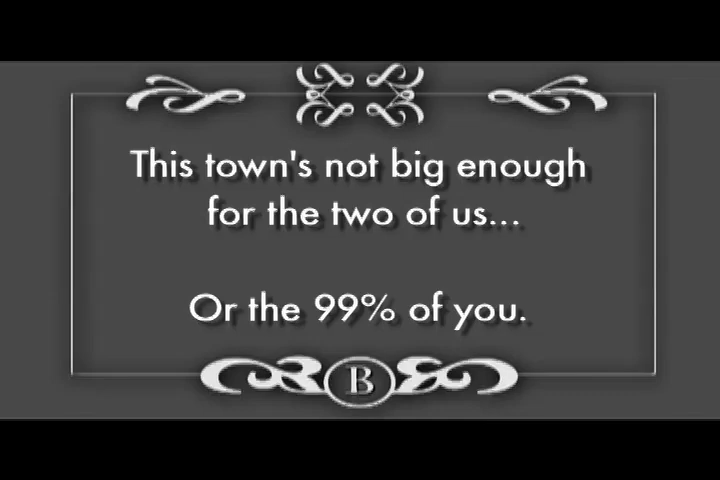 This town's not big enough
for the two of us...
Or the 99% of you.
B